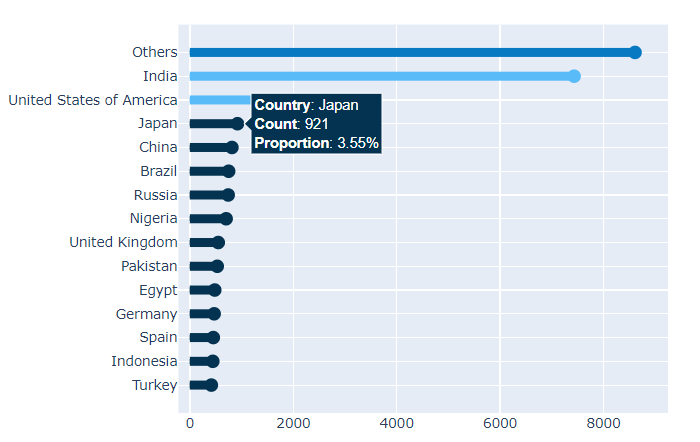 Others
India
United States of America
Japan
China
Brazil
Russia
Nigeria
United Kingdom
Pakistan
Egypt
Germany
Spain
Indonesia
Turkey
Country: Japan
Count: 921
Proportion: 3.55%
0 2000 4000 6000 8000